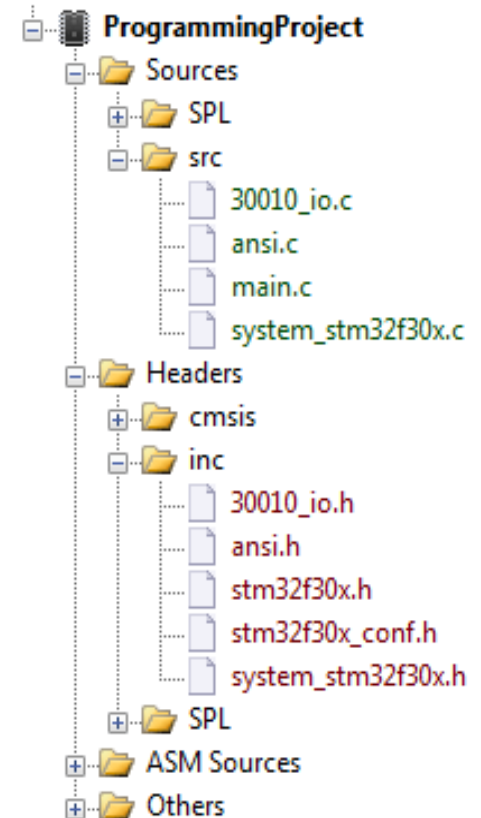 ProgrammingProject
Sources
SPL
src
30010_io.c
ansi.c
main.c
system_stm32f30x.c
Headers
cmsis
inc
30010_io.h
ansi.h
stm32f30x.h
stm32f30x_conf.h
system_stm32f30x.h
SPL
ASM Sources
Others